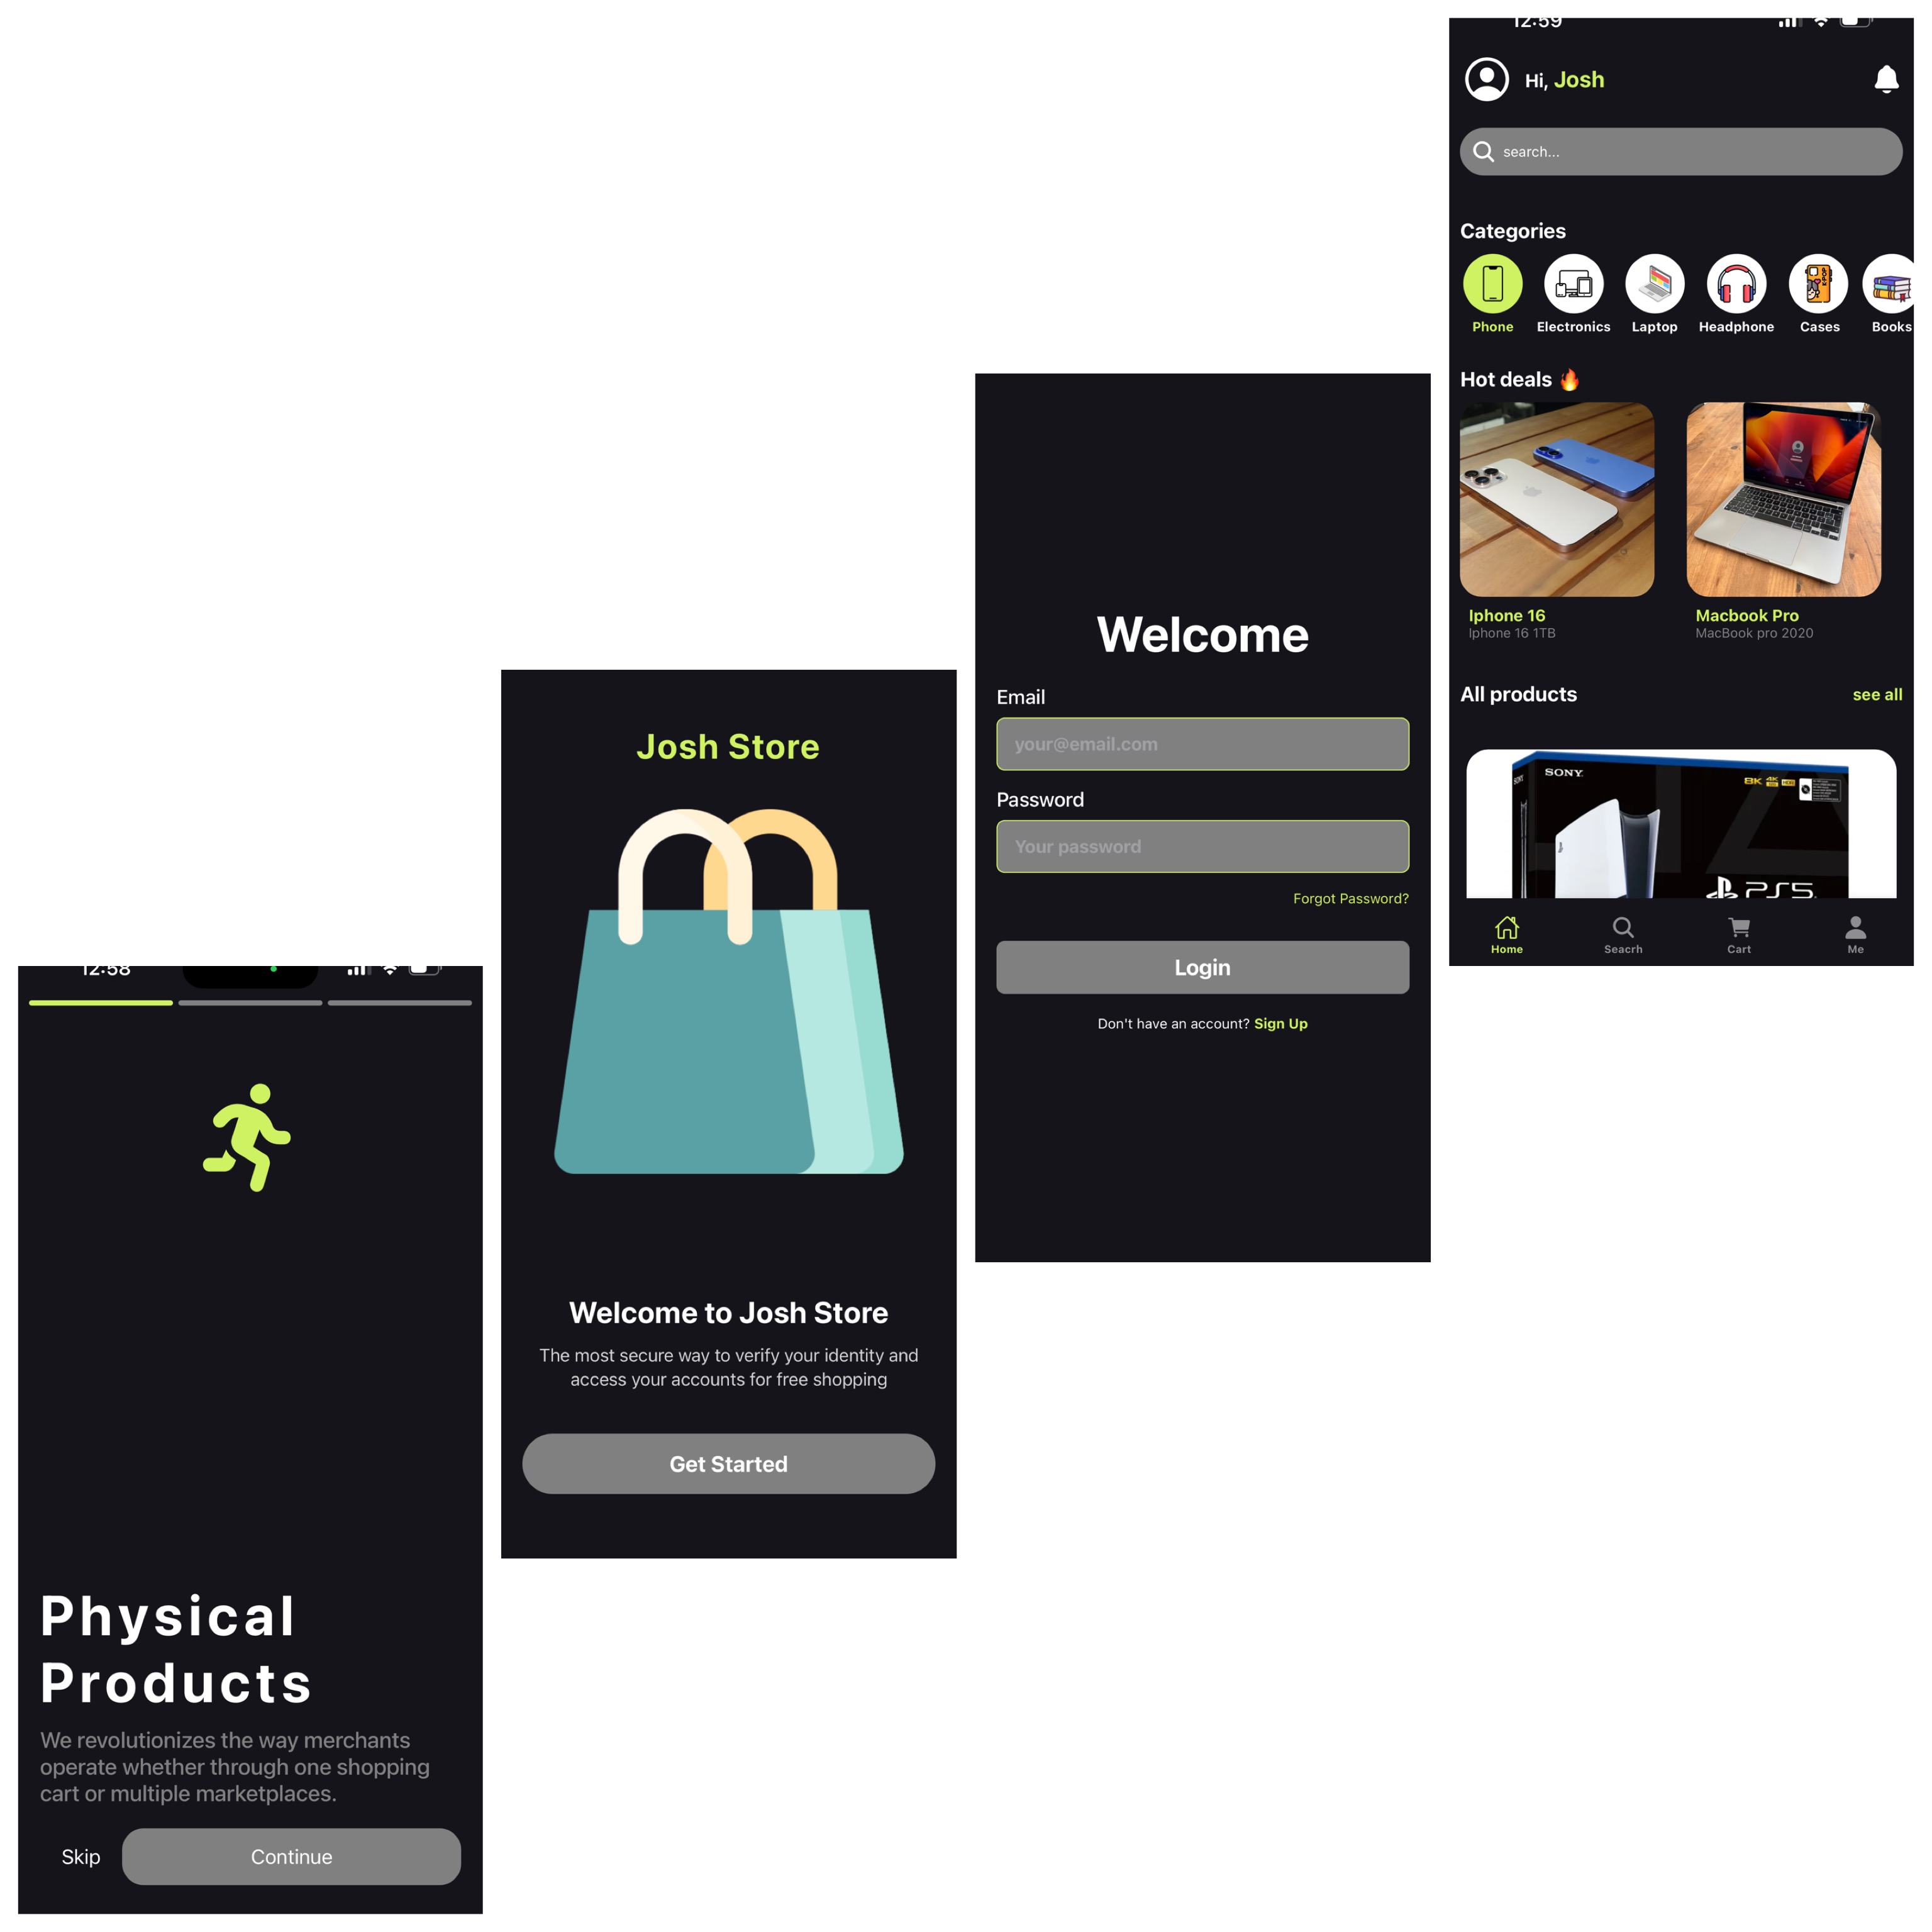 12:58
Physical
Products
We revolutionizes the way merchants
operate whether through one shopping
cart or multiple marketplaces.
Skip
Continue
Josh Store
Welcome to Josh Store
The most secure way to verify your identity and
access your accounts for free shopping
Get Started
Welcome
Email
your@email.com
Password
Your password
Forgot Password?
Login
Don't have an account? Sign Up
12:59
Hi, Josh
search...
Categories
Phone
Electronics
Laptop
Headphone
Cases
Books
Hot deals 🔥
Iphone 16
Iphone 16 1TB
Macbook Pro
MacBook pro 2020
All products
see all
SONY
SONY
8K
4K
HDR
PS5
Home
Seacrh
Cart
Me